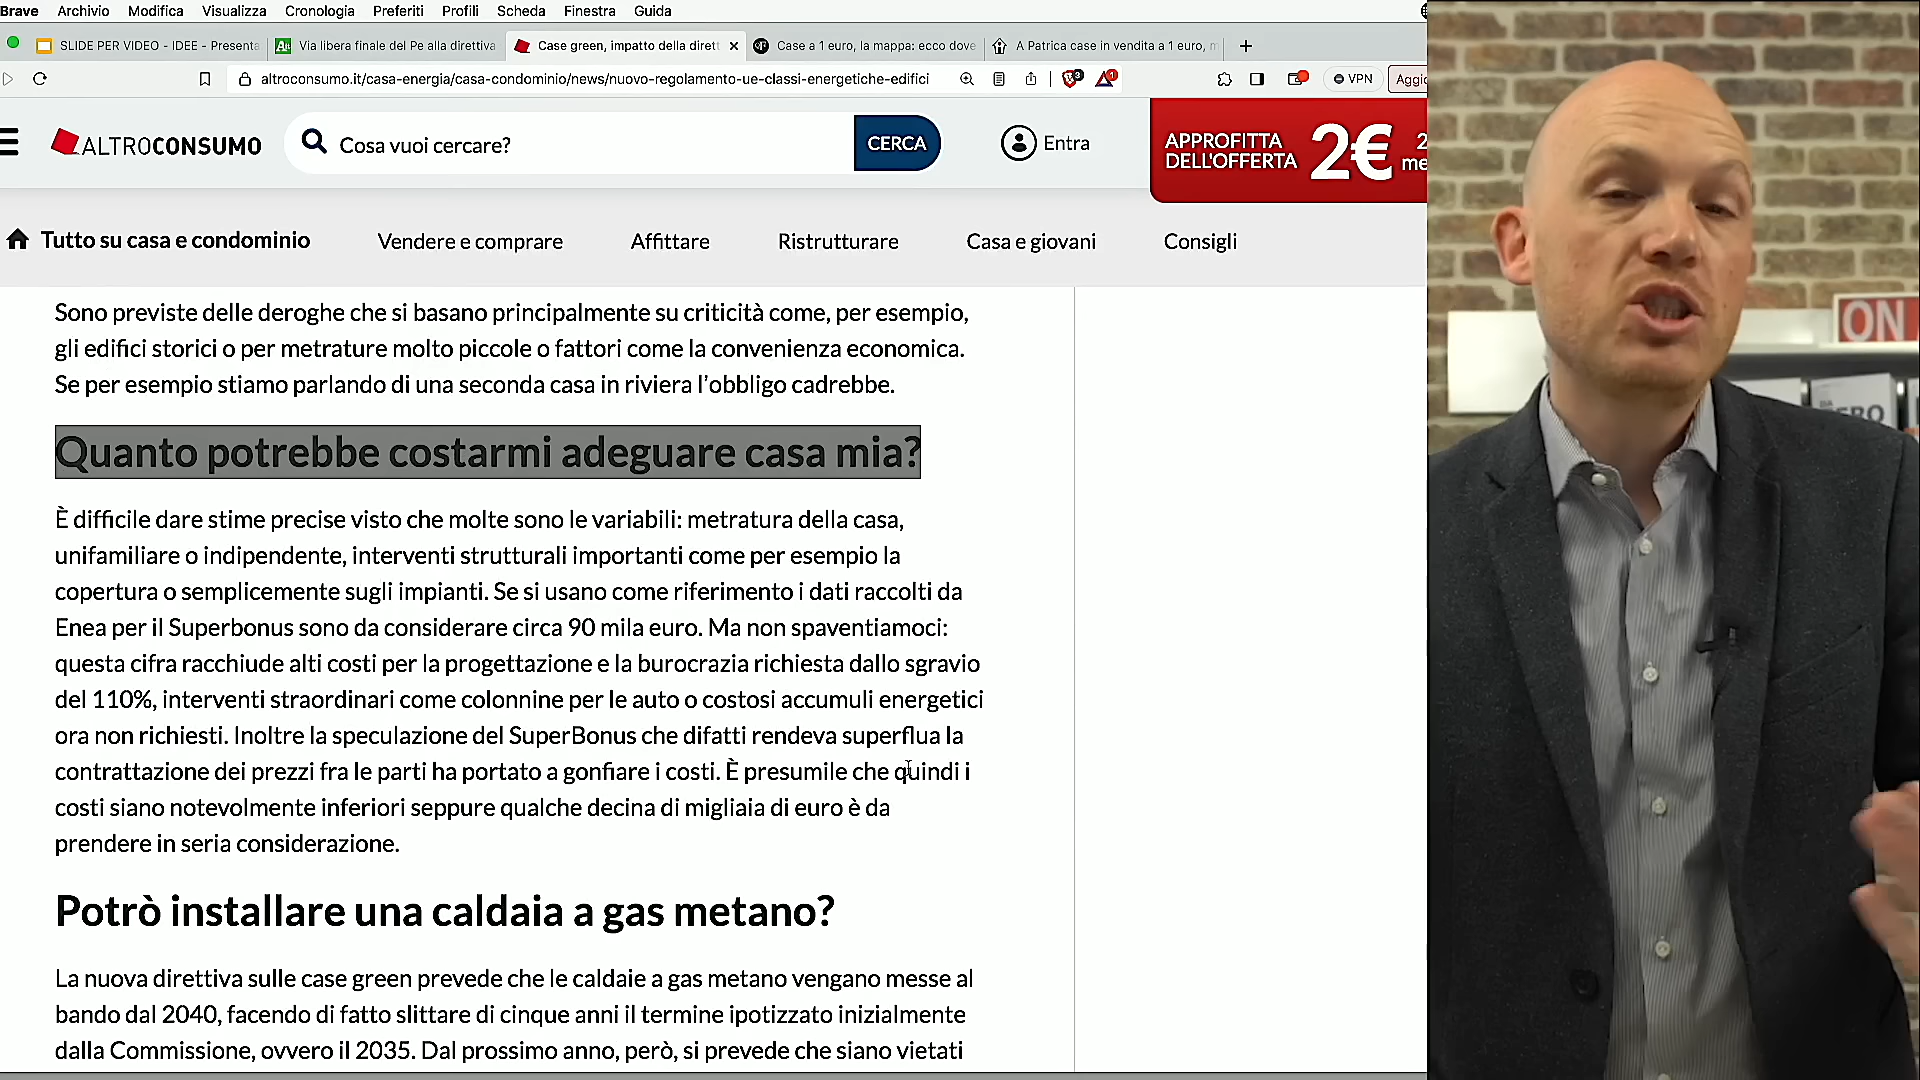 Brave Archivio Modifica Visualizza Cronologia Preferiti Profili Scheda Finestra Guida
SLIDE PER VIDEO - IDEE - Presenta
Via libera finale del Pe alla direttiva
Case green, impatto della dirett
Case a 1 euro, la mappa: ecco dove
A Patrica case in vendita a 1 euro,
altroconsumo.it/casa-energia/casa-condominio/news/nuovo-regolamento-ue-classi-energetiche-edifici
3
1
VPN
Aggio
ALTROCONSUMO
Cosa vuoi cercare?
CERCA
Entra
APPROFITTA
DELL'OFFERTA
2€
2
me
Tutto su casa e condominio
Vendere e comprare
Affittare
Ristrutturare
Casa e giovani
Consigli
Sono previste delle deroghe che si basano principalmente su criticità come, per esempio,
gli edifici storici o per metrature molto piccole o fattori come la convenienza economica.
Se per esempio stiamo parlando di una seconda casa in riviera l'obbligo cadrebbe.
Quanto potrebbe costarmi adeguare casa mia?
È difficile dare stime precise visto che molte sono le variabili: metratura della casa,
unifamiliare o indipendente, interventi strutturali importanti come per esempio la
copertura o semplicemente sugli impianti. Se si usano come riferimento i dati raccolti da
Enea per il Superbonus sono da considerare circa 90 mila euro. Ma non spaventiamoci:
questa cifra racchiude alti costi per la progettazione e la burocrazia richiesta dallo sgravio
del 110%, interventi straordinari come colonnine per le auto o costosi accumuli energetici
ora non richiesti. Inoltre la speculazione del SuperBonus che difatti rendeva superflua la
contrattazione dei prezzi fra le parti ha portato a gonfiare i costi. È presumile che quindi i
costi siano notevolmente inferiori seppure qualche decina di migliaia di euro è da
prendere in seria considerazione.
Potrò installare una caldaia a gas metano?
La nuova direttiva sulle case green prevede che le caldaie a gas metano vengano messe al
bando dal 2040, facendo di fatto slittare di cinque anni il termine ipotizzato inizialmente
dalla Commissione, ovvero il 2035. Dal prossimo anno, però, si prevede che siano vietati
ON